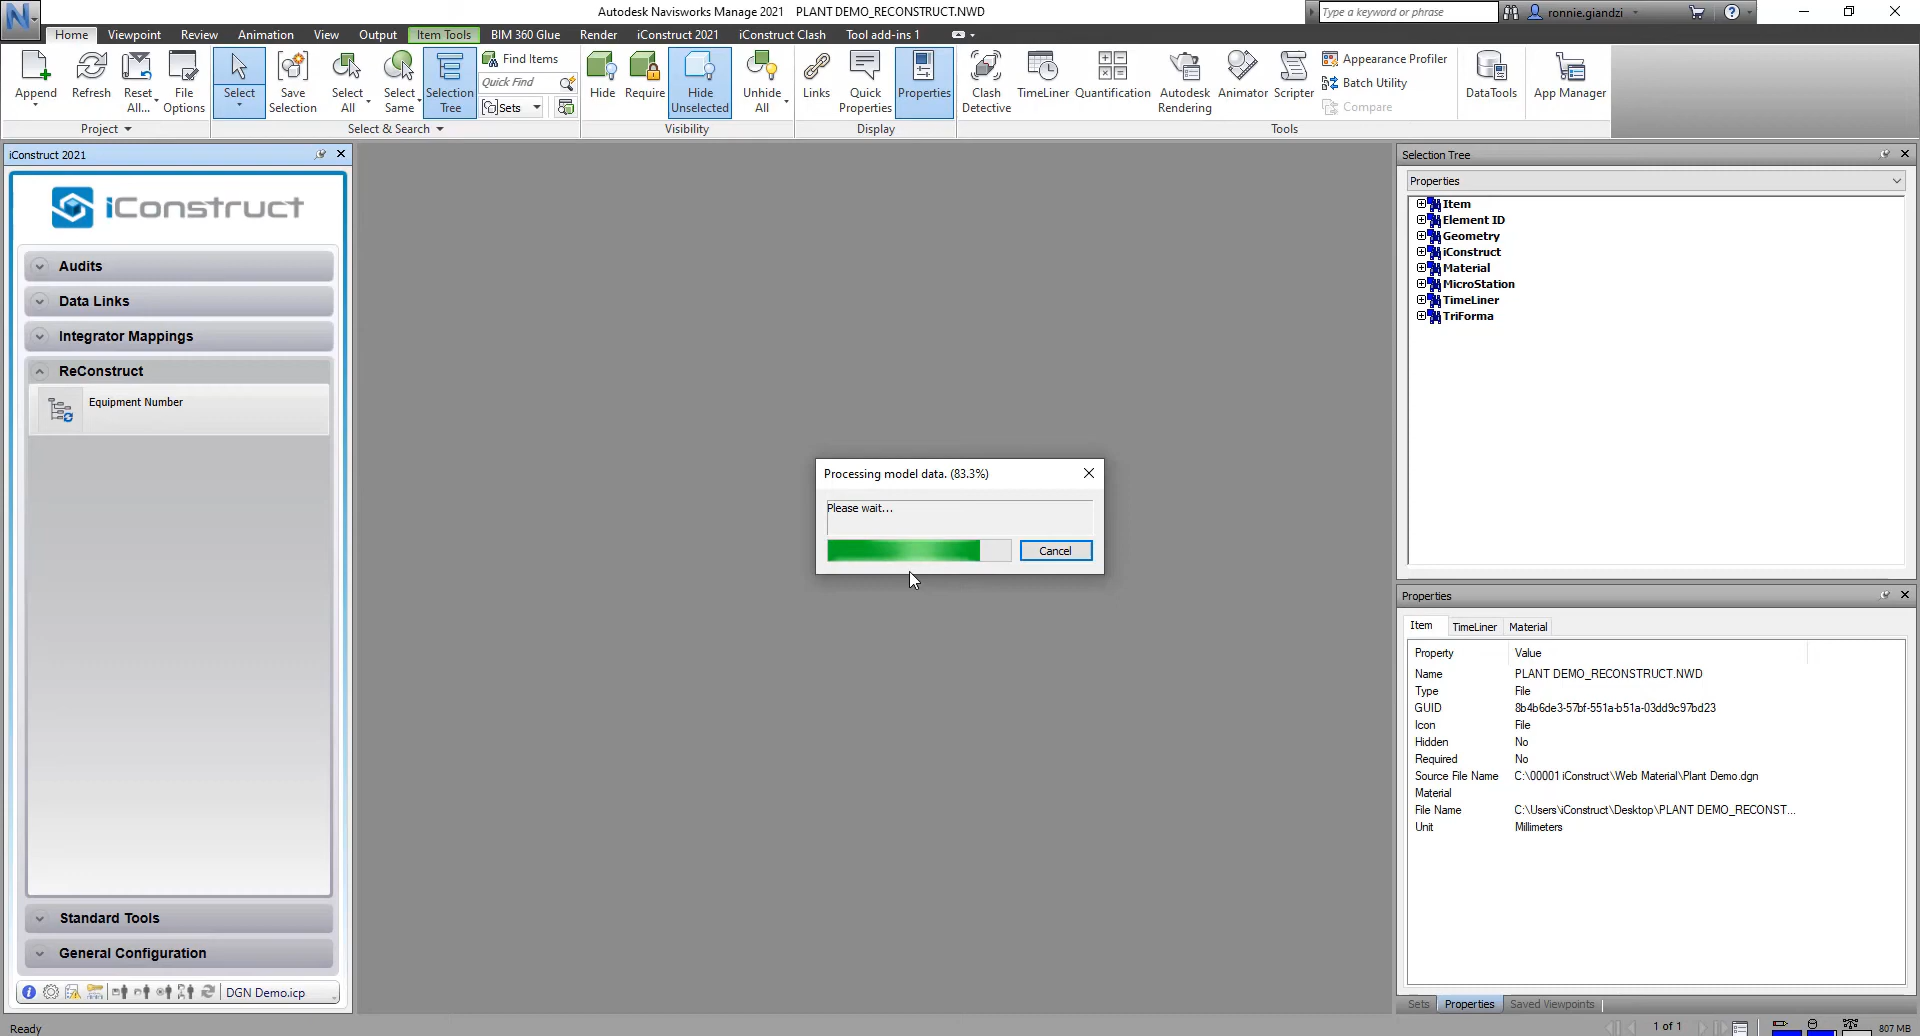 Autodesk Navisworks Manage 2021 PLANT DEMO_RECONSTRUCT.NWD
Type a keyword or phrase
ronnie.giandzi
Home Viewpoint Review Animation View Output Item Tools BIM 360 Glue Render iConstruct 2021 iConstruct Clash Tool add-ins 1
Append
Refresh
Reset All...
File Options
Project
Select
Save Selection
Select All
Select Same
Selection Tree
Find Items
Quick Find
Sets
Select & Search
Hide
Require
Hide Unselected
Unhide All
Visibility
Links
Quick Properties
Properties
Display
Clash Detective
TimeLiner
Quantification
Autodesk Rendering
Animator
Scripter
Appearance Profiler
Batch Utility
Compare
Tools
DataTools
App Manager
iConstruct 2021
iConstruct
Audits
Data Links
Integrator Mappings
ReConstruct
Equipment Number
Standard Tools
General Configuration
DGN Demo.icp
Processing model data. (83.3%)
Please wait...
Cancel
Selection Tree
Properties
Item
Element ID
Geometry
iConstruct
Material
MicroStation
TimeLiner
TriForma
Properties
Item TimeLiner Material
Property Value
Name PLANT DEMO_RECONSTRUCT.NWD
Type File
GUID 8b4b6de3-57bf-551a-b51a-03dd9c97bd23
Icon File
Hidden No
Required No
Source File Name C:\00001 iConstruct\Web Material\Plant Demo.dgn
Material
File Name C:\Users\iConstruct\Desktop\PLANT DEMO_RECONST...
Unit Millimeters
Sets Properties Saved Viewpoints
Ready
1 of 1
807 MB